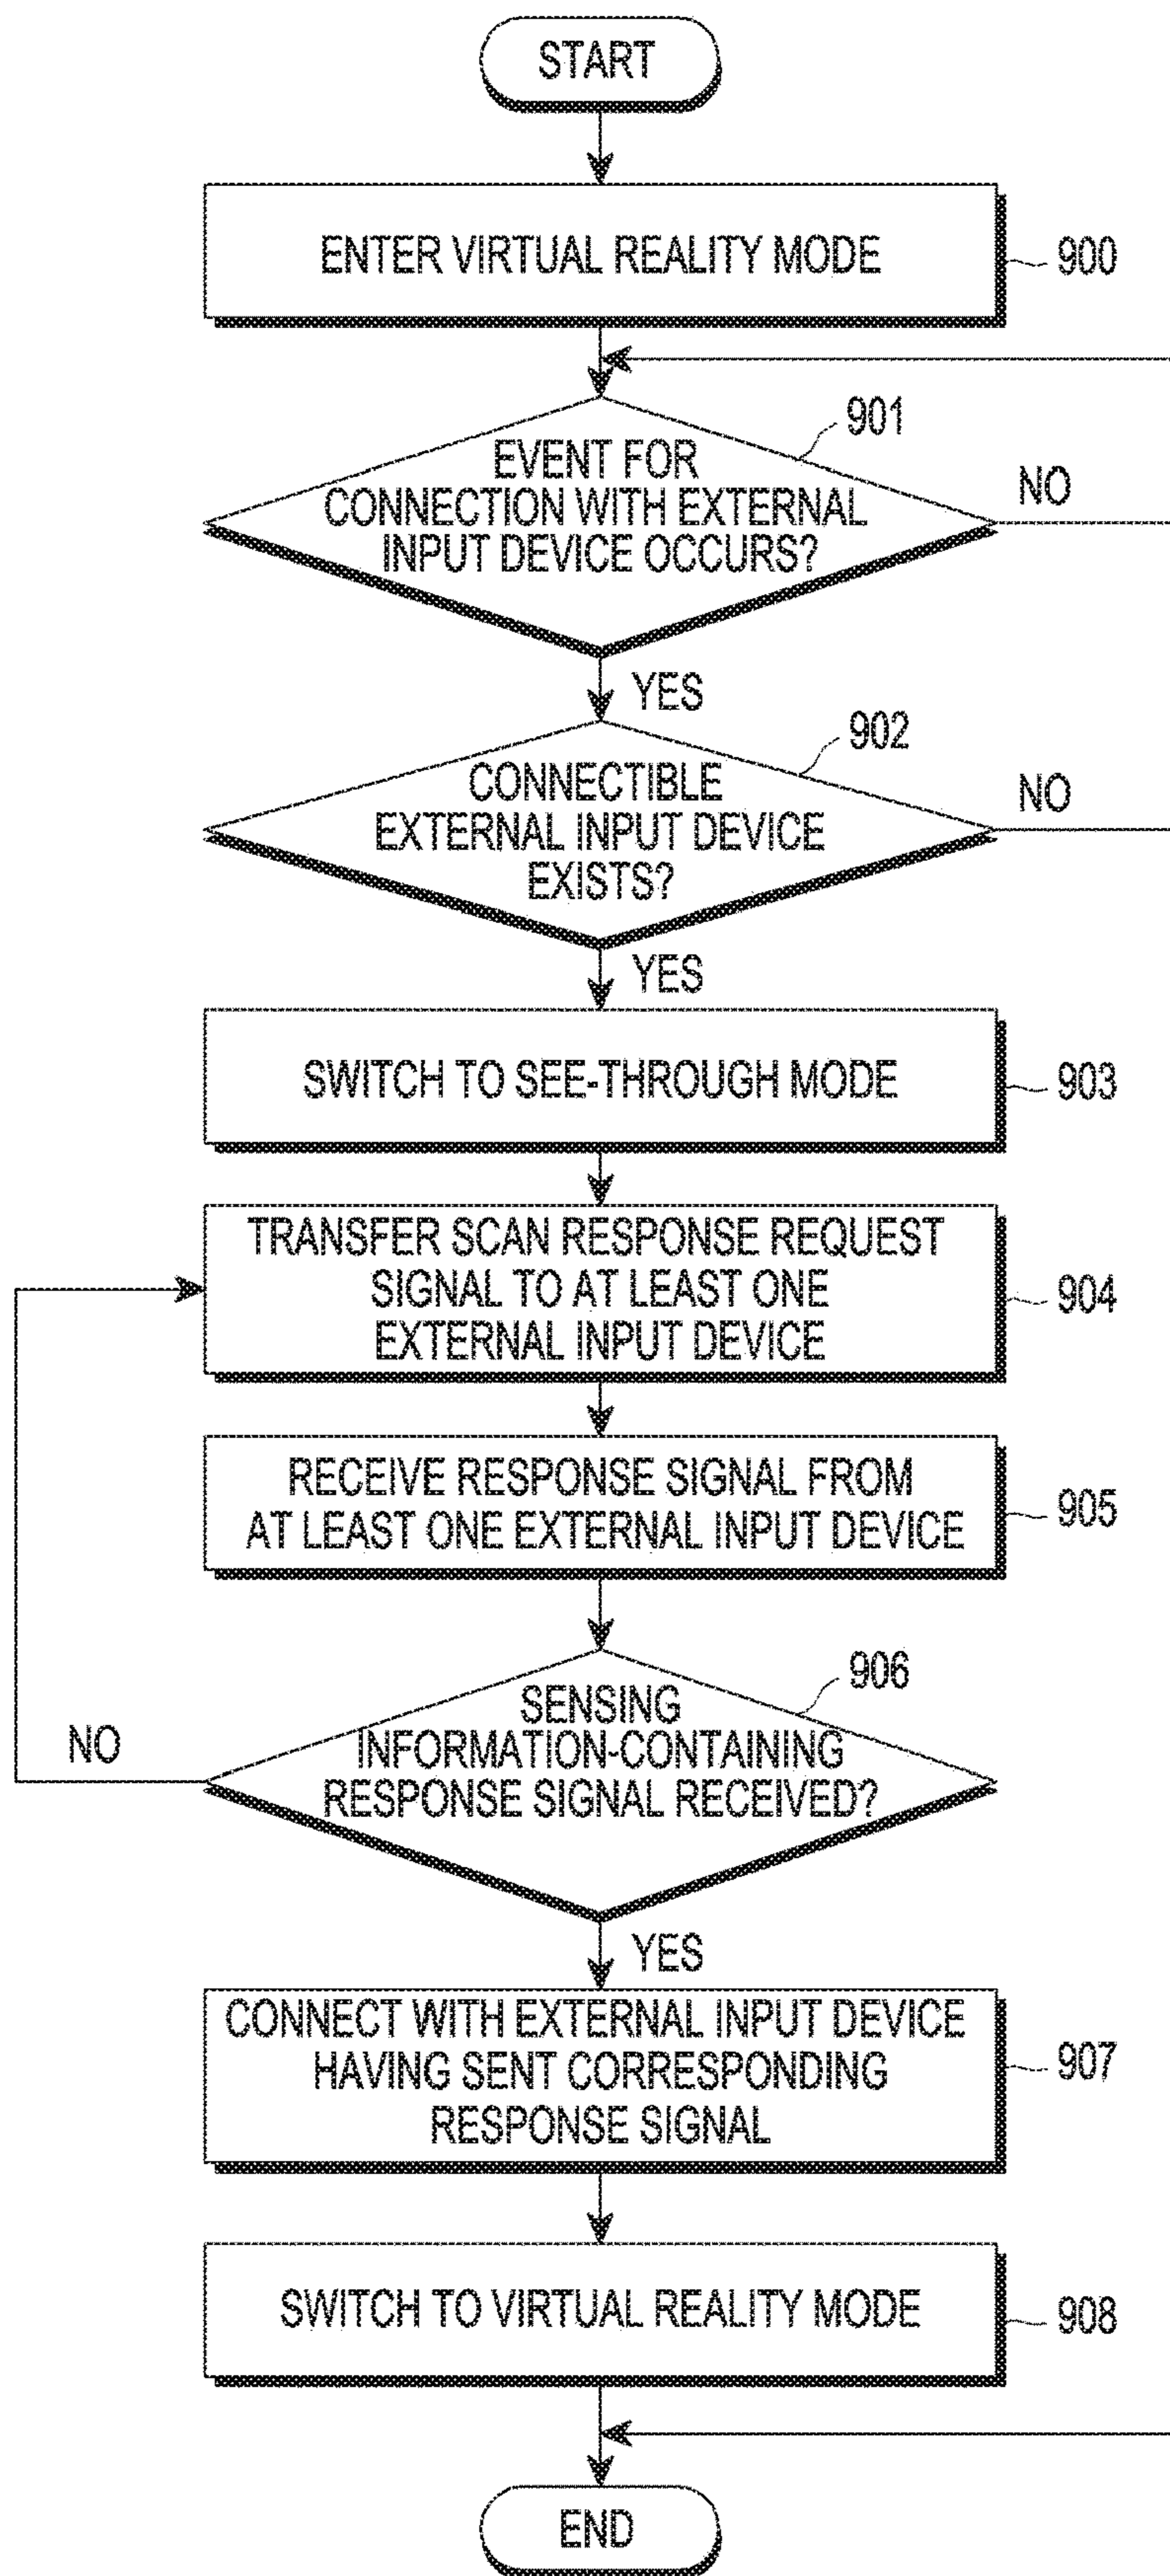 START
ENTER VIRTUAL REALITY MODE
900
901
EVENT FOR
CONNECTION WITH EXTERNAL
INPUT DEVICE OCCURS?
NO
YES
902
CONNECTIBLE
EXTERNAL INPUT DEVICE
EXISTS?
NO
YES
SWITCH TO SEE-THROUGH MODE
903
TRANSFER SCAN RESPONSE REQUEST
SIGNAL TO AT LEAST ONE
EXTERNAL INPUT DEVICE
904
RECEIVE RESPONSE SIGNAL FROM
AT LEAST ONE EXTERNAL INPUT DEVICE
905
906
SENSING
INFORMATION-CONTAINING
RESPONSE SIGNAL RECEIVED?
NO
YES
CONNECT WITH EXTERNAL INPUT DEVICE
HAVING SENT CORRESPONDING
RESPONSE SIGNAL
907
SWITCH TO VIRTUAL REALITY MODE
908
END